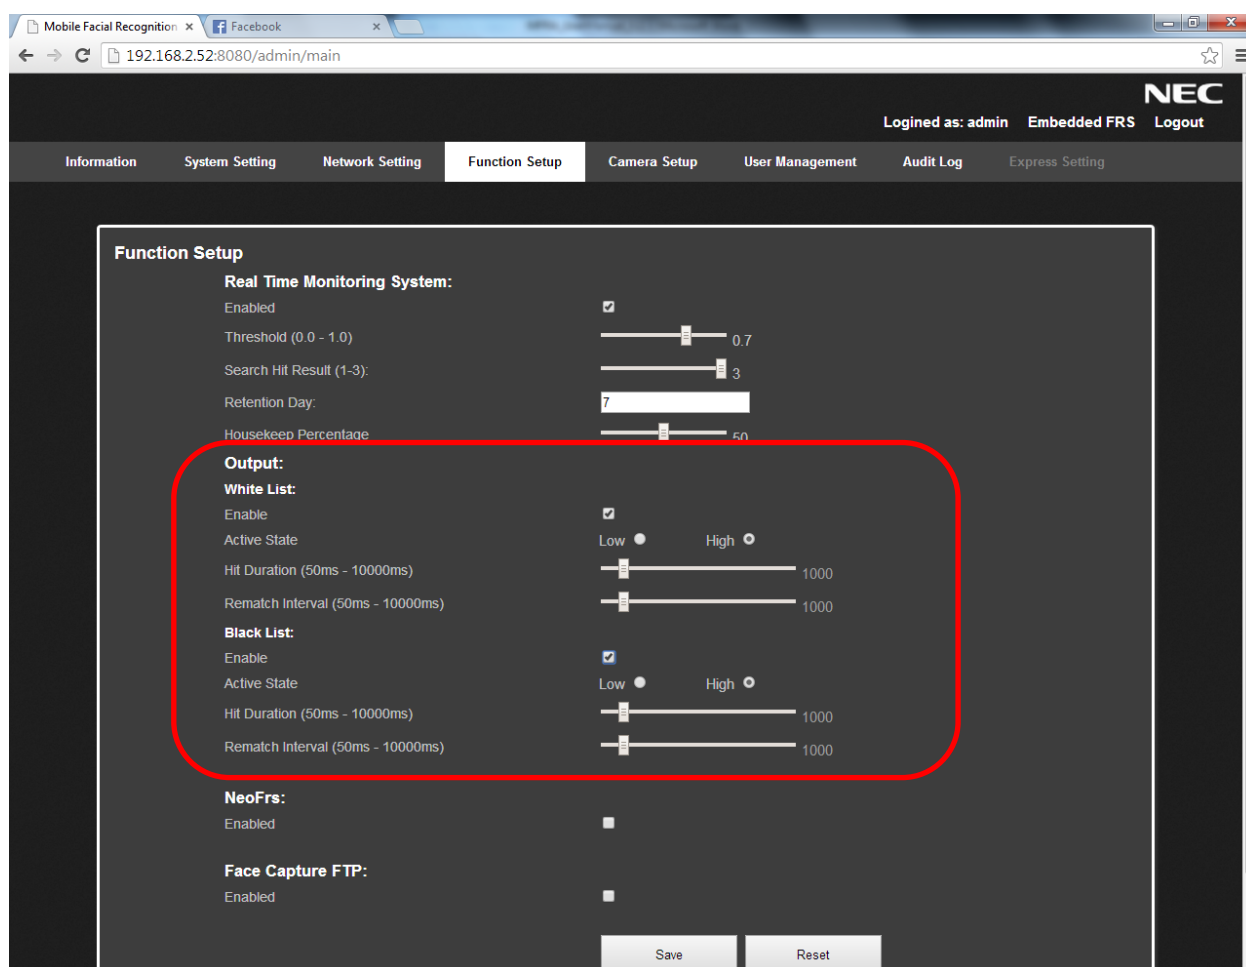 Mobile Facial Recognition Facebook
192.168.2.52:8080/admin/main
NEC
Logined as: admin Embedded FRS Logout
Information System Setting Network Setting Function Setup Camera Setup User Management Audit Log Express Setting
Function Setup
Real Time Monitoring System:
Enabled
Threshold (0.0 - 1.0) 0.7
Search Hit Result (1-3): 3
Retention Day: 7
Housekeep Percentage 50
Output:
White List:
Enable
Active State Low High
Hit Duration (50ms - 10000ms) 1000
Rematch Interval (50ms - 10000ms) 1000
Black List:
Enable
Active State Low High
Hit Duration (50ms - 10000ms) 1000
Rematch Interval (50ms - 10000ms) 1000
NeoFrs:
Enabled
Face Capture FTP:
Enabled
Save Reset